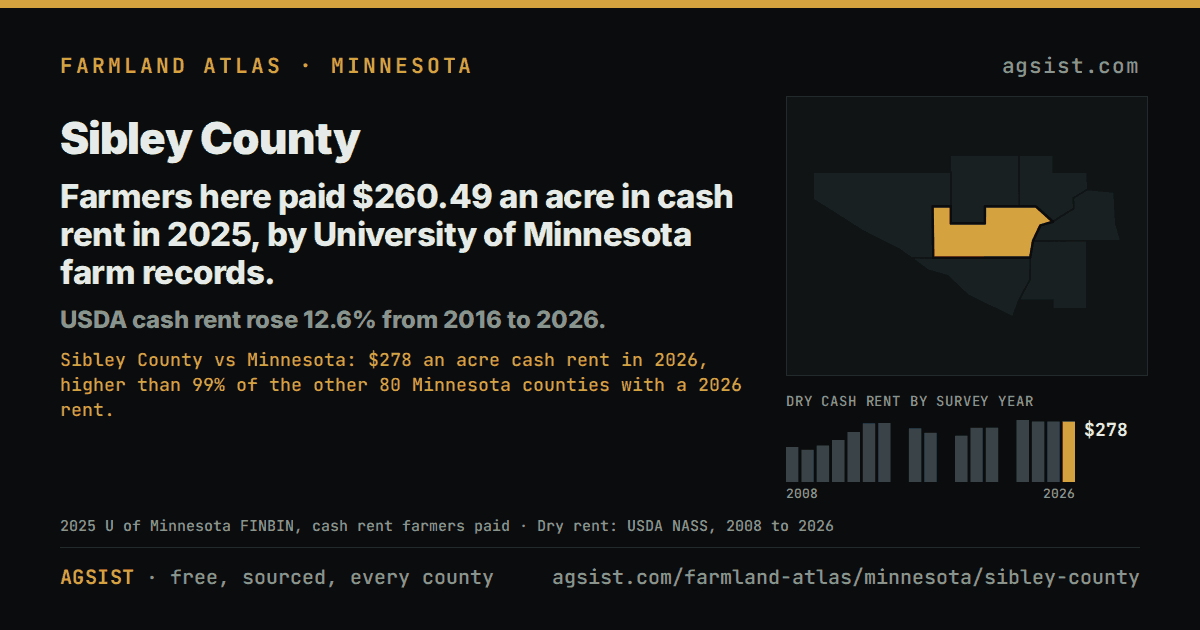 FARMLAND ATLAS · MINNESOTA
agsist.com
Sibley County
Farmers here paid $260.49 an acre in cash
rent in 2025, by University of Minnesota
farm records.
USDA cash rent rose 12.6% from 2016 to 2026.
Sibley County vs Minnesota: $278 an acre cash rent in 2026,
higher than 99% of the other 80 Minnesota counties with a 2026
rent.
DRY CASH RENT BY SURVEY YEAR
$278
2008
2026
2025 U of Minnesota FINBIN, cash rent farmers paid · Dry rent: USDA NASS, 2008 to 2026
AGSIST · free, sourced, every county
agsist.com/farmland-atlas/minnesota/sibley-county